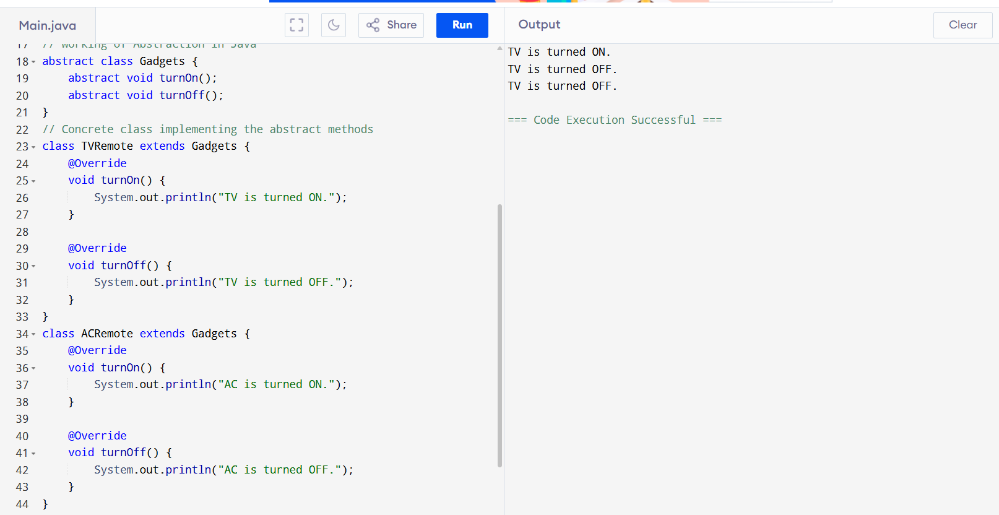 Main.java
Share
Run
Output
Clear
17 // Working of Abstraction in Java
18 abstract class Gadgets {
19     abstract void turnOn();
20     abstract void turnOff();
21 }
22 // Concrete class implementing the abstract methods
23 class TVRemote extends Gadgets {
24     @Override
25     void turnOn() {
26         System.out.println("TV is turned ON.");
27     }
28
29     @Override
30     void turnOff() {
31         System.out.println("TV is turned OFF.");
32     }
33 }
34 class ACRemote extends Gadgets {
35     @Override
36     void turnOn() {
37         System.out.println("AC is turned ON.");
38     }
39
40     @Override
41     void turnOff() {
42         System.out.println("AC is turned OFF.");
43     }
44 }
TV is turned ON.
TV is turned OFF.
TV is turned OFF.
=== Code Execution Successful ===